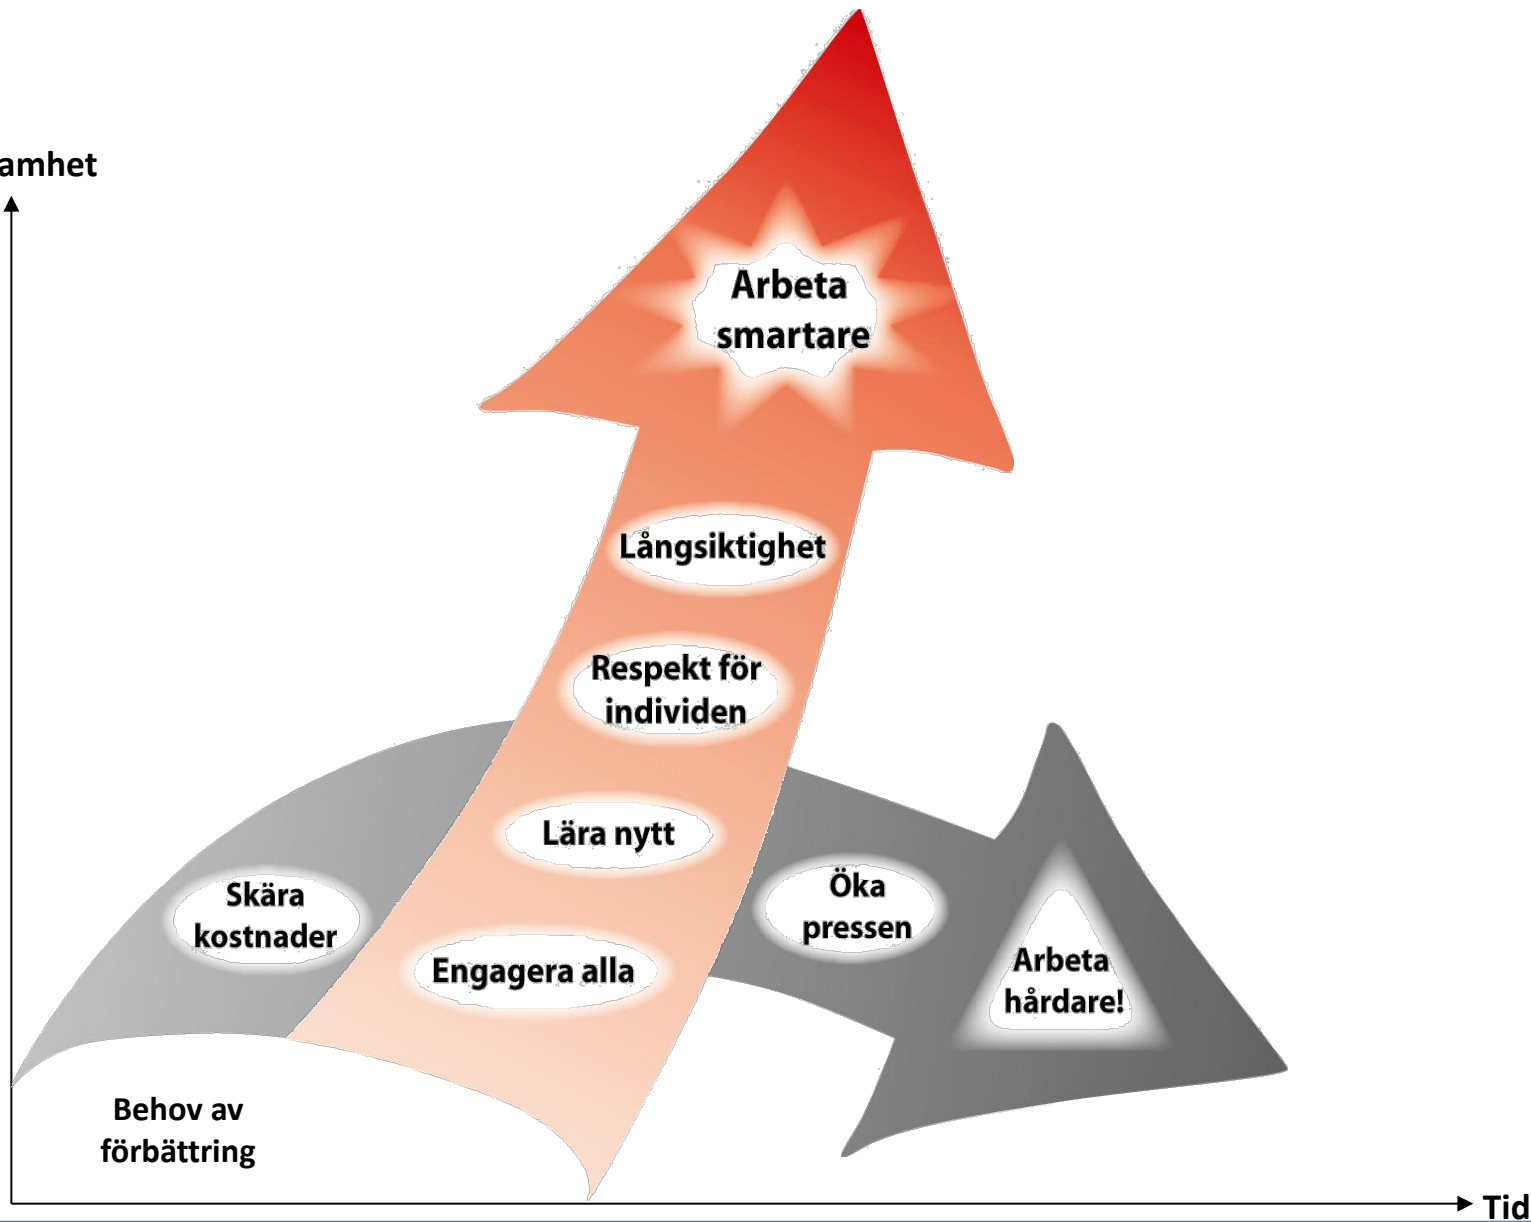 amhet
Arbeta
smartare
Långsiktighet
Respekt för
individen
Lära nytt
Engagera alla
Skära
kostnader
Öka
pressen
Arbeta
hårdare!
Behov av
förbättring
Tid